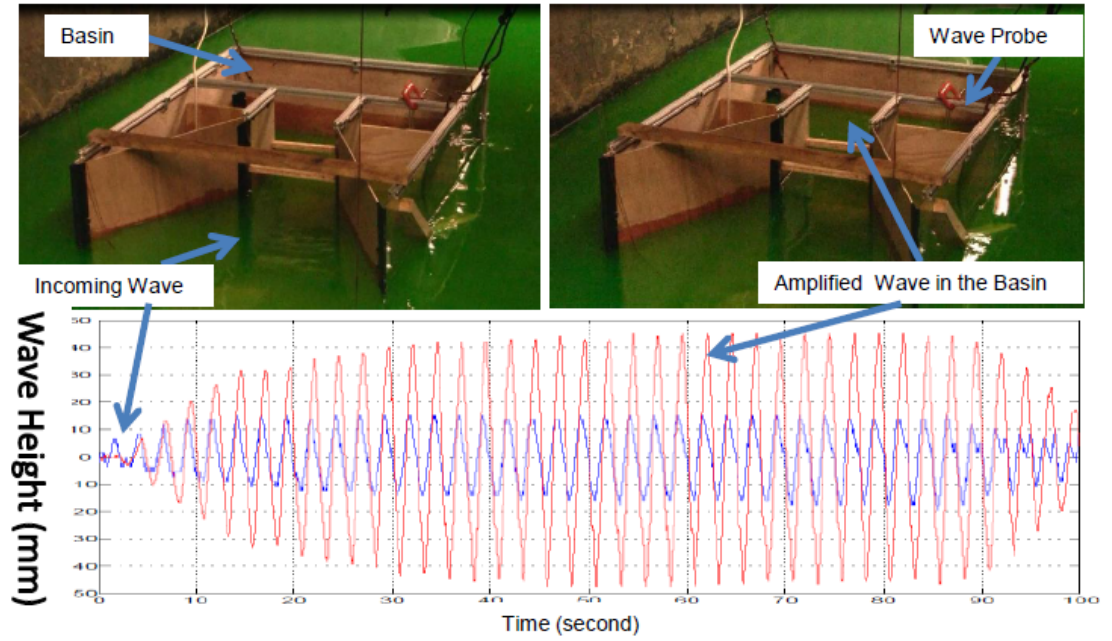 Basin
Wave Probe
Incoming Wave
Amplified Wave in the Basin
Wave Height (mm)
50
40
30
20
10
0
10
20
30
40
50
0 10 20 30 40 50 60 70 80 90 100
Time (second)